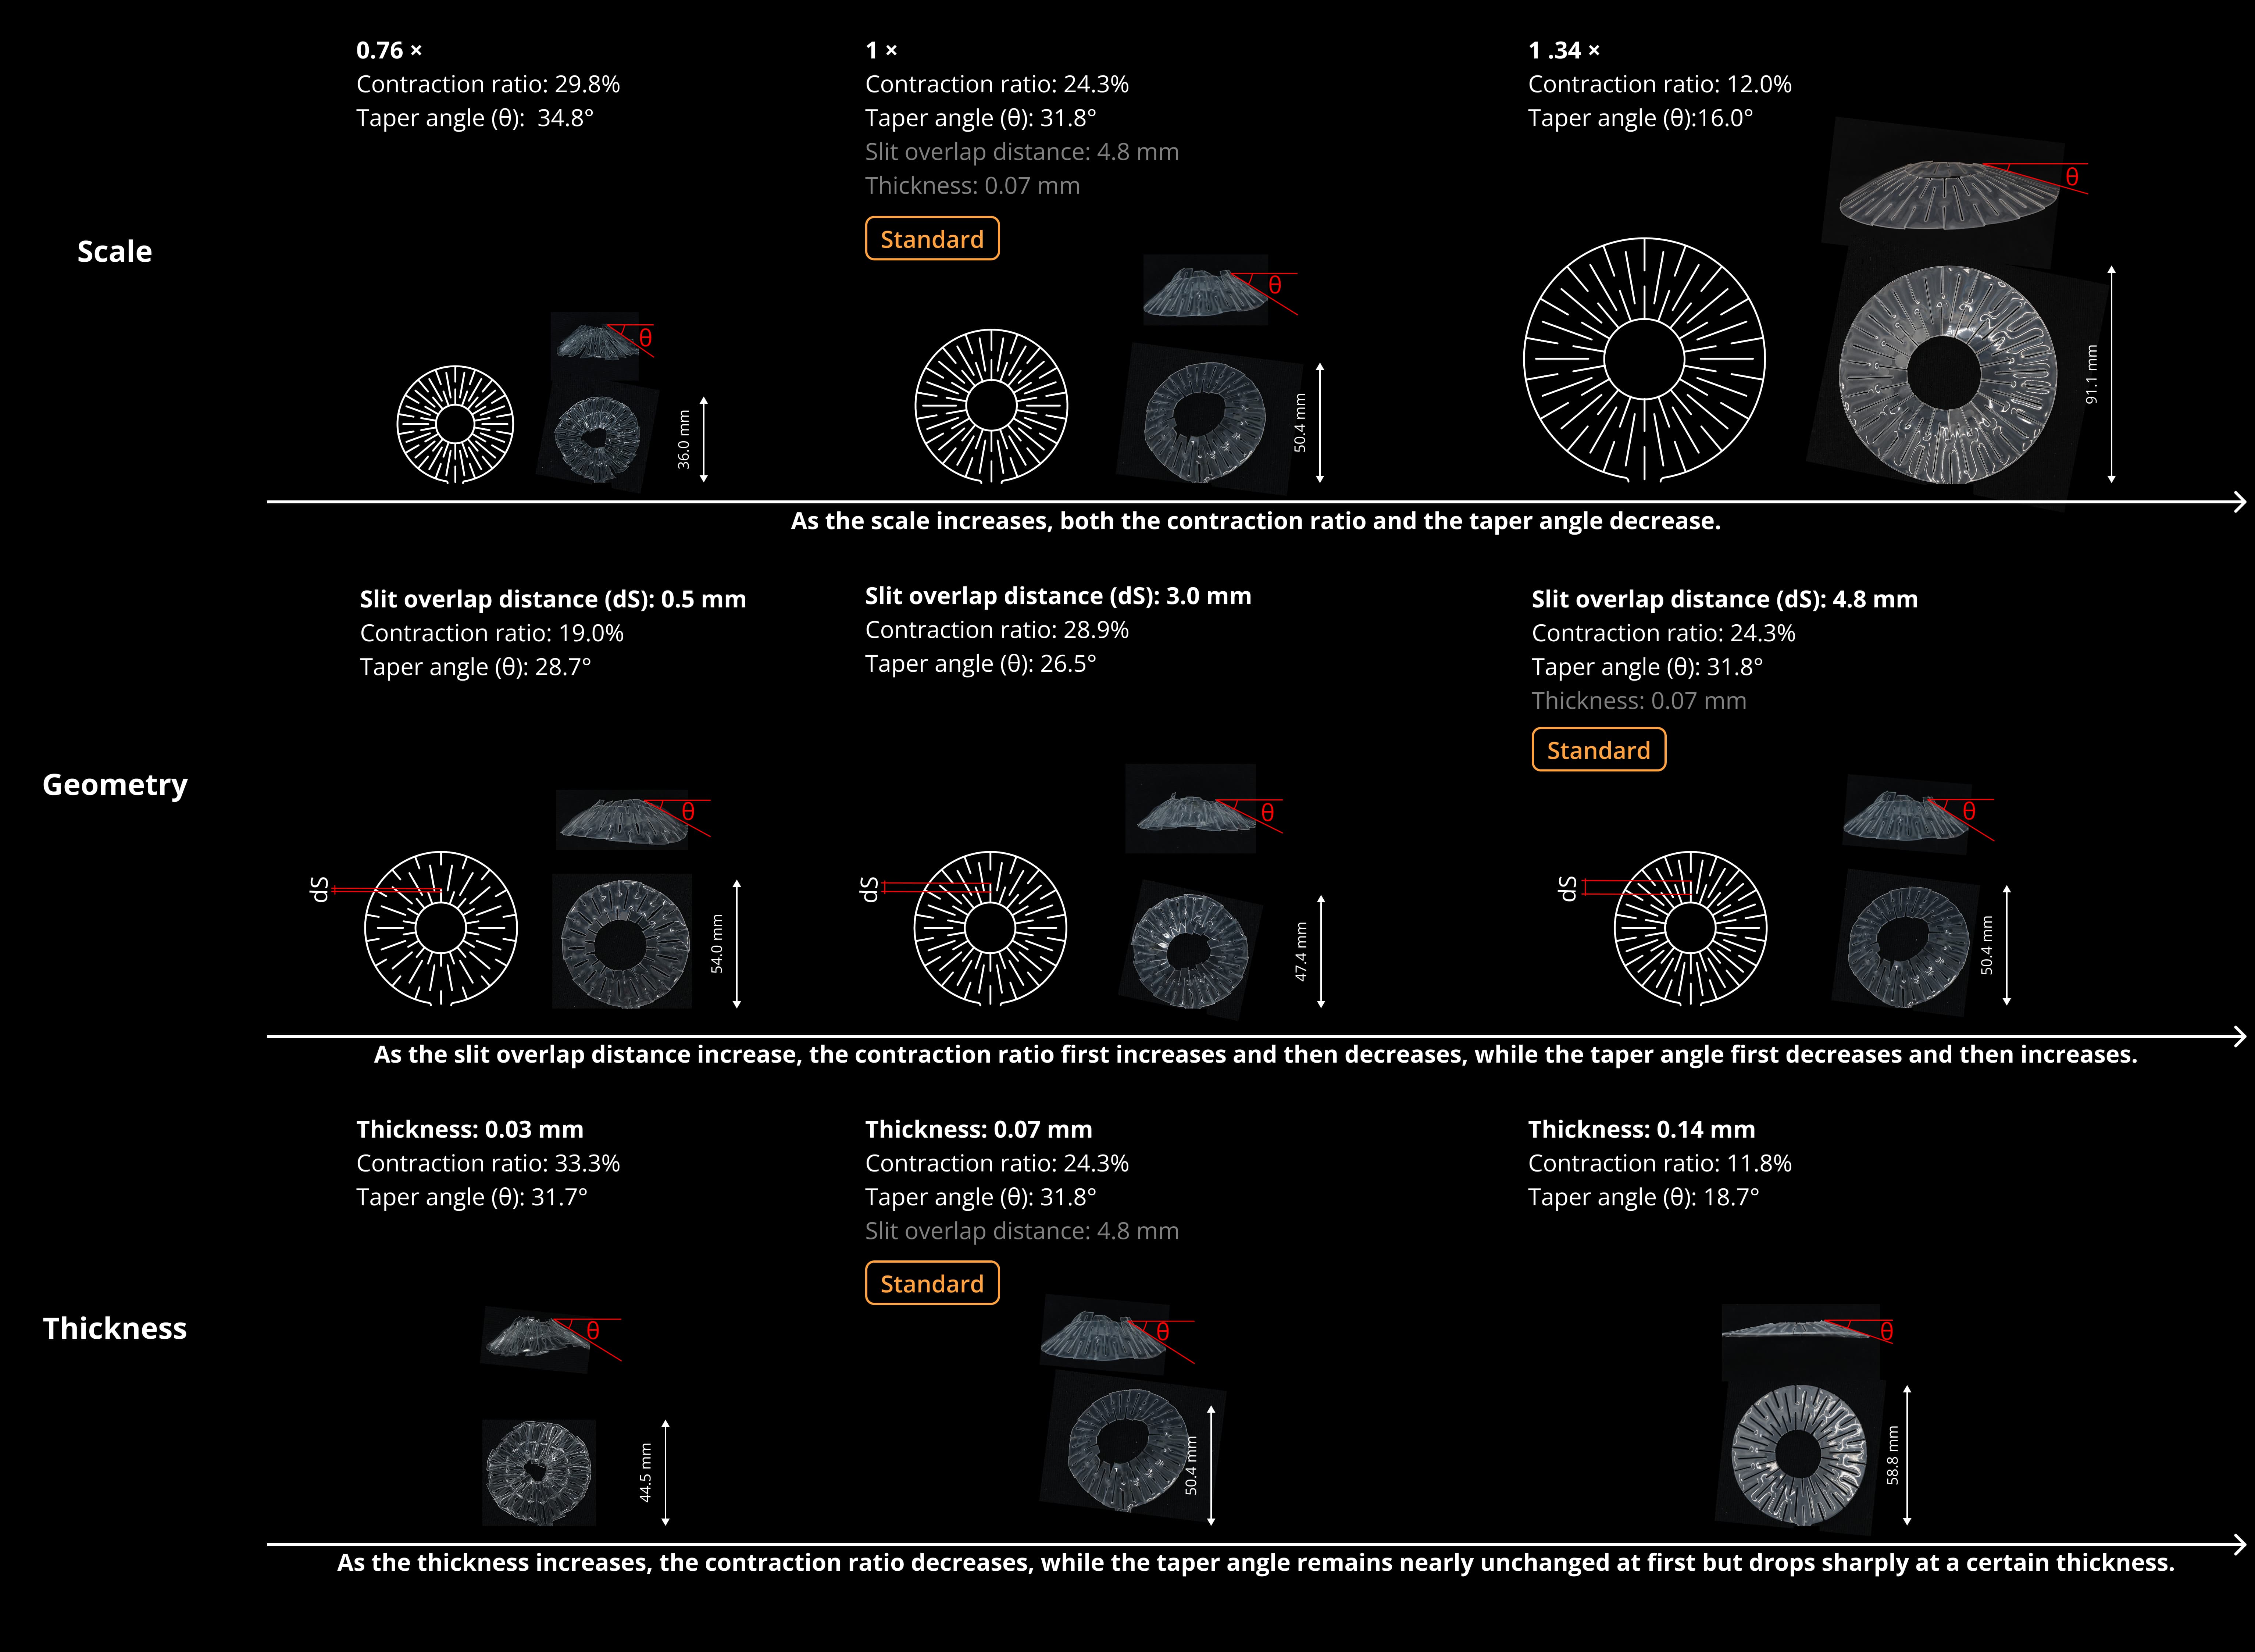 0.76 ×
Contraction ratio: 29.8%
Taper angle (θ):  34.8°
1 ×
Contraction ratio: 24.3%
Taper angle (θ): 31.8°
Slit overlap distance: 4.8 mm
Thickness: 0.07 mm
Standard
1 .34 ×
Contraction ratio: 12.0%
Taper angle (θ):16.0°
Scale
θ
36.0 mm
θ
50.4 mm
θ
91.1 mm
As the scale increases, both the contraction ratio and the taper angle decrease.
Slit overlap distance (dS): 0.5 mm
Contraction ratio: 19.0%
Taper angle (θ): 28.7°
Slit overlap distance (dS): 3.0 mm
Contraction ratio: 28.9%
Taper angle (θ): 26.5°
Slit overlap distance (dS): 4.8 mm
Contraction ratio: 24.3%
Taper angle (θ): 31.8°
Thickness: 0.07 mm
Standard
Geometry
dS
θ
54.0 mm
dS
θ
47.4 mm
dS
θ
50.4 mm
As the slit overlap distance increase, the contraction ratio first increases and then decreases, while the taper angle first decreases and then increases.
Thickness: 0.03 mm
Contraction ratio: 33.3%
Taper angle (θ): 31.7°
Thickness: 0.07 mm
Contraction ratio: 24.3%
Taper angle (θ): 31.8°
Slit overlap distance: 4.8 mm
Standard
Thickness: 0.14 mm
Contraction ratio: 11.8%
Taper angle (θ): 18.7°
Thickness
θ
44.5 mm
θ
50.4 mm
θ
58.8 mm
As the thickness increases, the contraction ratio decreases, while the taper angle remains nearly unchanged at first but drops sharply at a certain thickness.